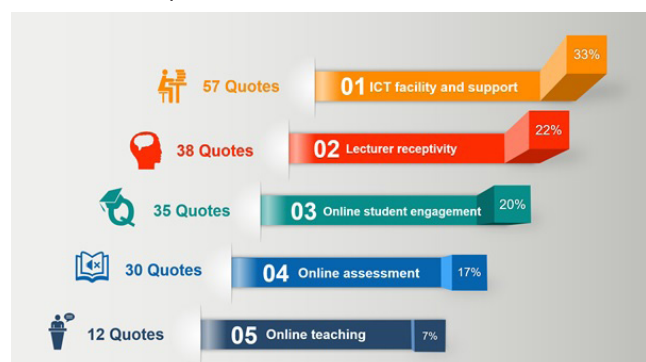 57 Quotes 01 ICT facility and support 33%
38 Quotes 02 Lecturer receptivity 22%
35 Quotes 03 Online student engagement 20%
30 Quotes 04 Online assessment 17%
12 Quotes 05 Online teaching 7%